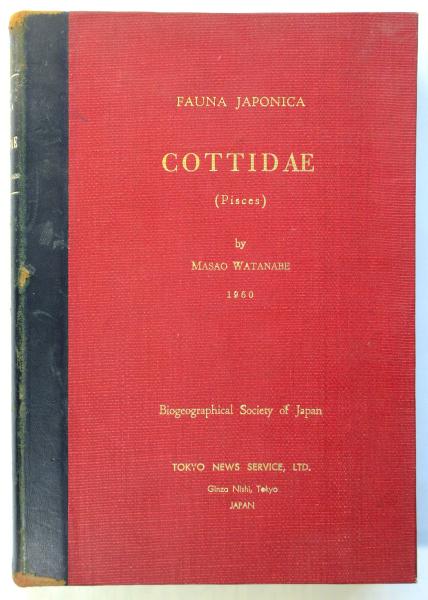 FAUNA JAPONICA
COTTIDAE
(Pisces)
by
MASAO WATANABE
1960
Biogeographical Society of Japan
TOKYO NEWS SERVICE, LTD.
Ginza Nishi, Tokyo
JAPAN